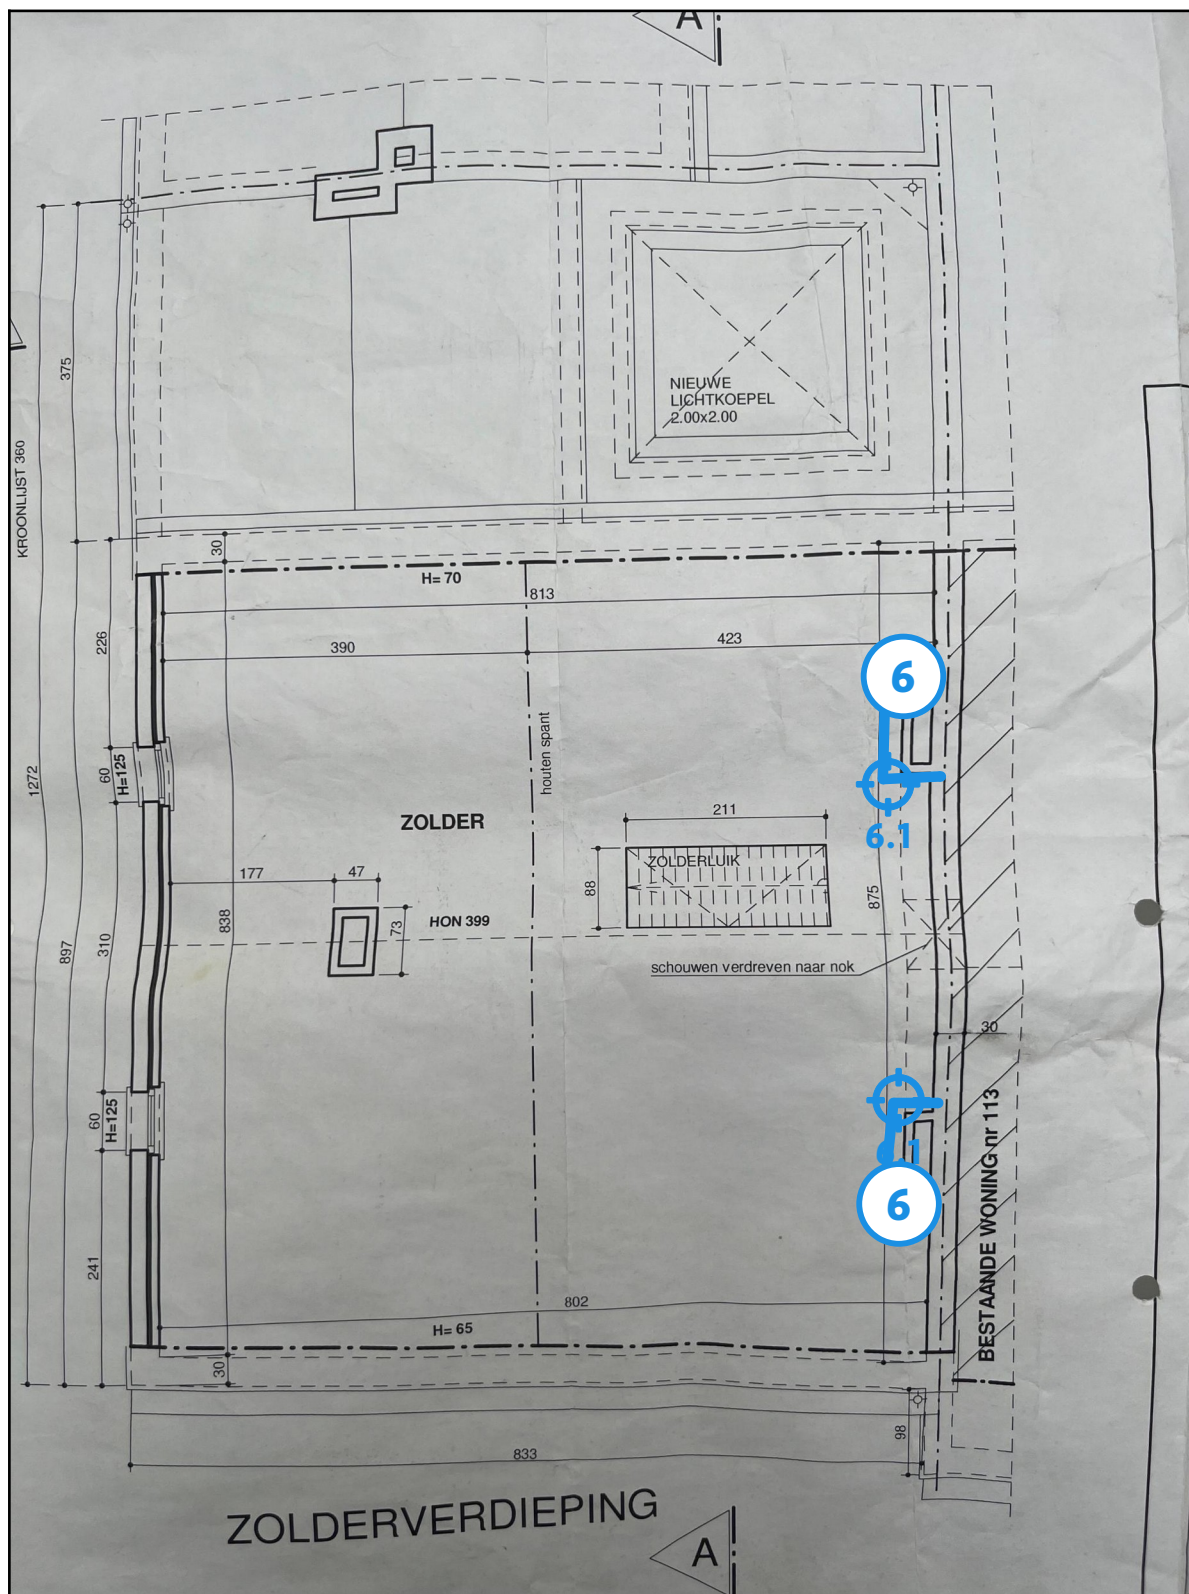 A
375
KROONLIJST 360
NIEUWE
LICHTKOEPEL
2.00x2.00
30
H= 70
813
390
423
226
6
houten spant
60
H=125
1272
6.1
211
ZOLDER
ZOLDERLUIK
88
177
47
875
HON 399
73
838
897
310
schouwen verdreven naar nok
30
60
H=125
BESTAANDE WONING nr 113
6
241
802
H= 65
30
98
833
ZOLDERVERDIEPING
A